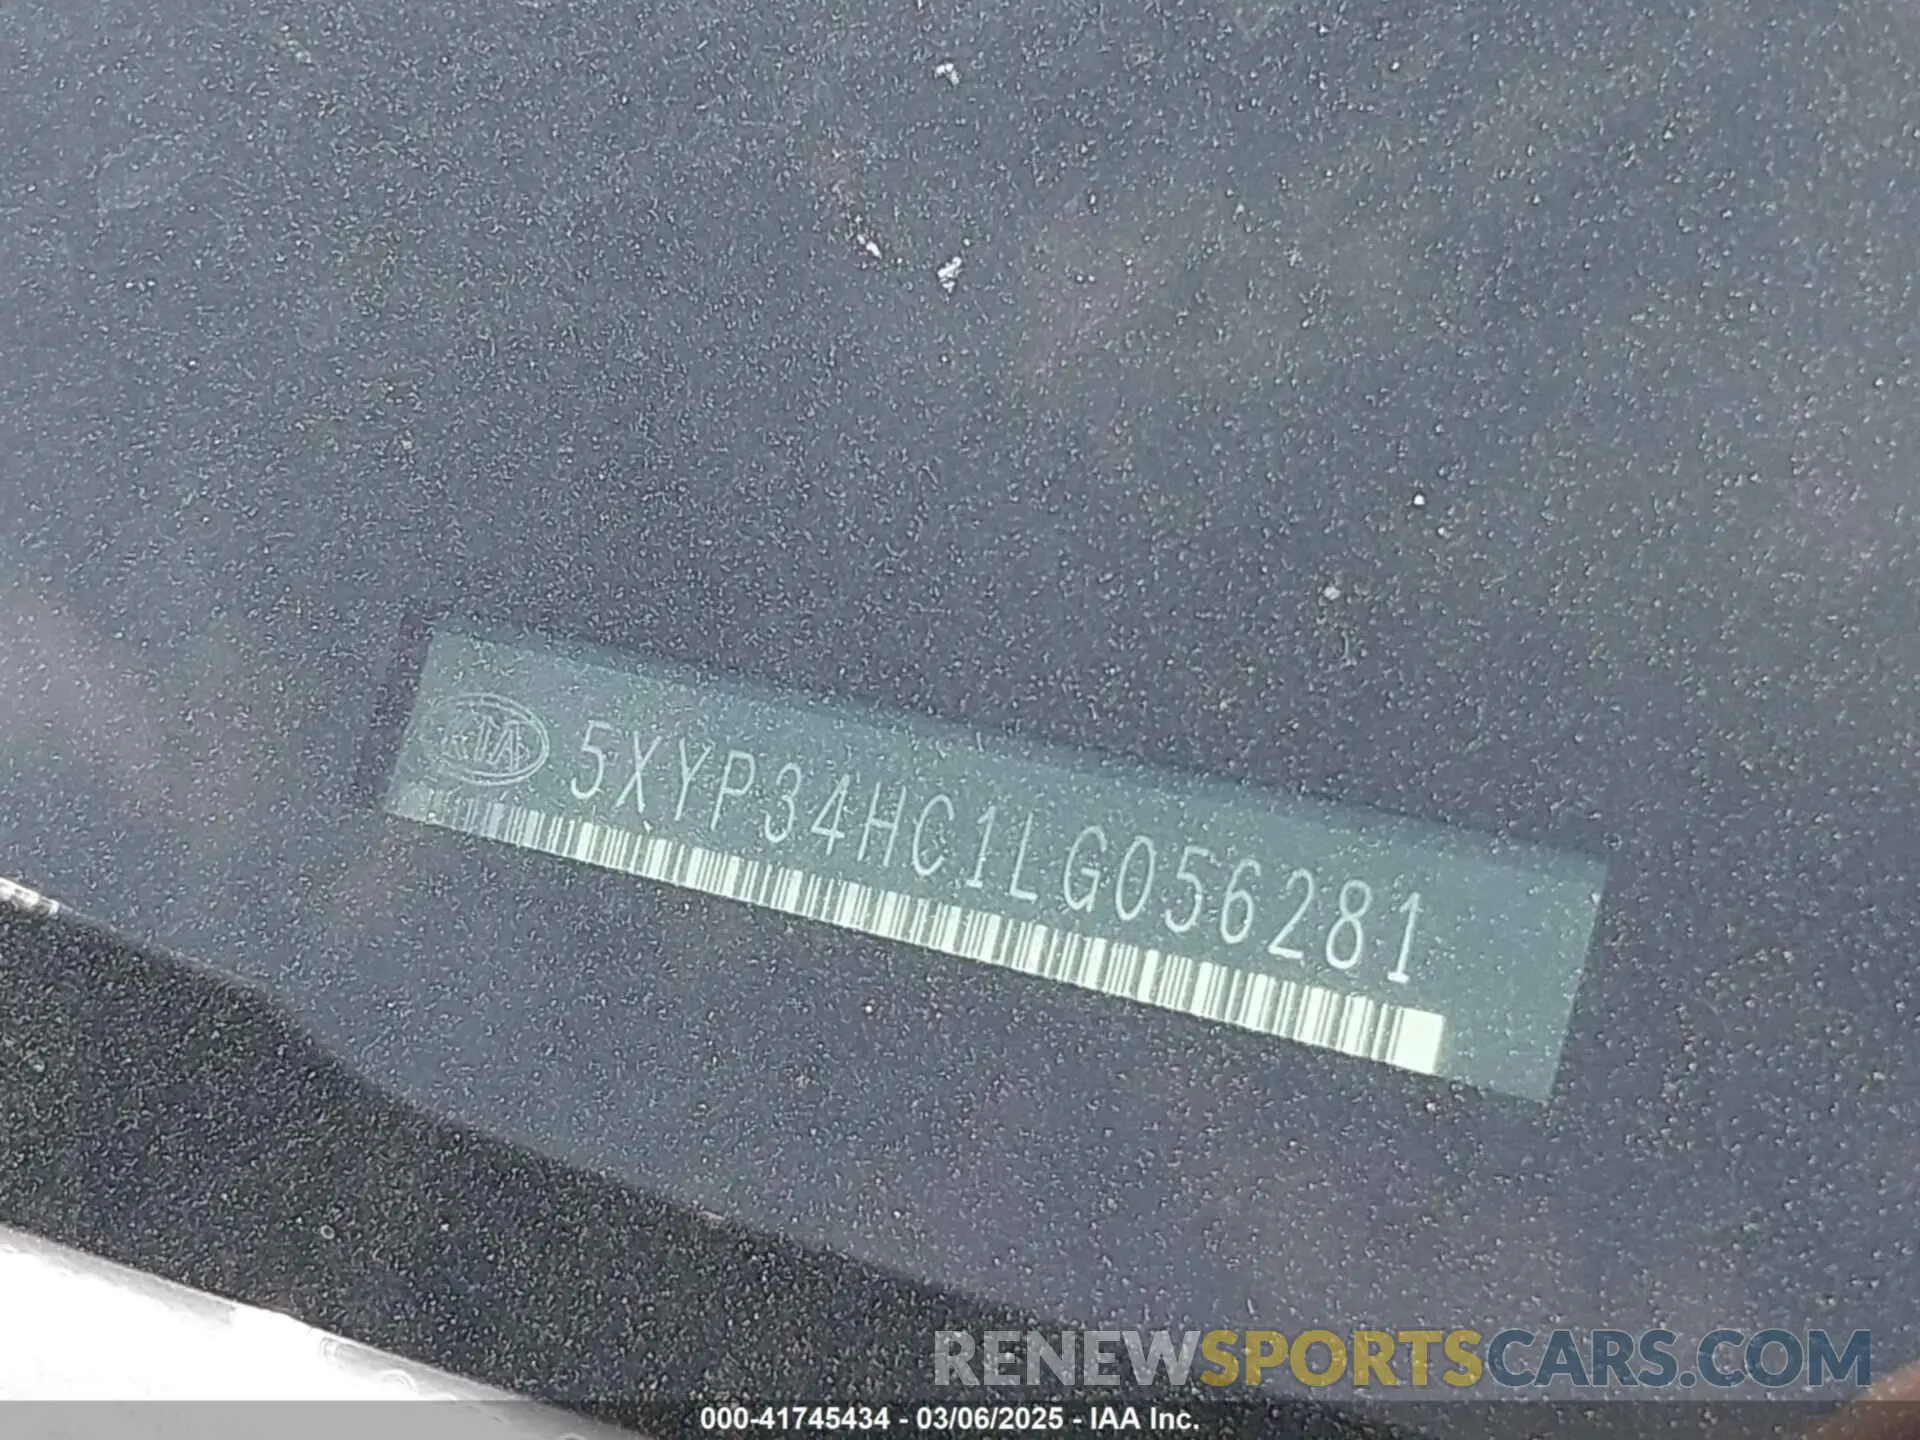 KIA 5XYP34HC1LG056281
RENEWSPORTSCARS.COM
000-41745434 - 03/06/2025 - IAA Inc.